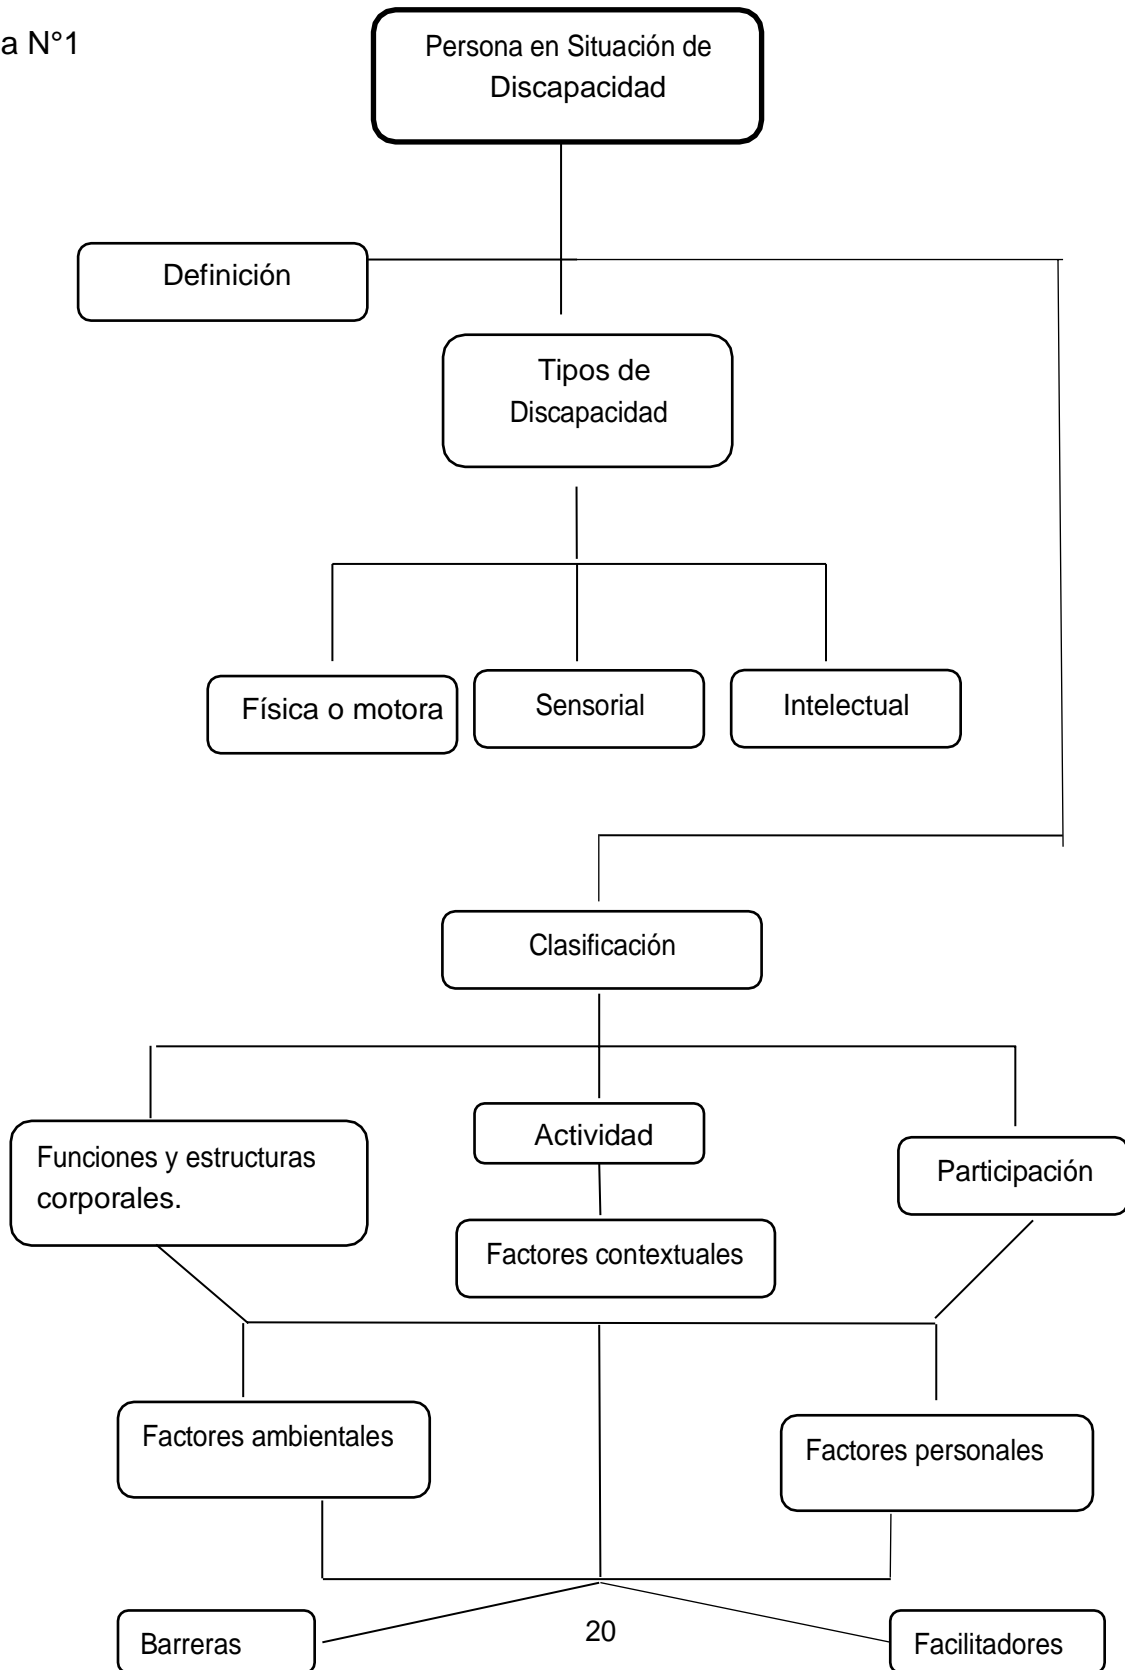 a N°1
Persona en Situación de
Discapacidad
Definición
Tipos de
Discapacidad
Física o motora
Sensorial
Intelectual
Clasificación
Funciones y estructuras
corporales.
Actividad
Participación
Factores contextuales
Factores ambientales
Factores personales
Barreras
20
Facilitadores